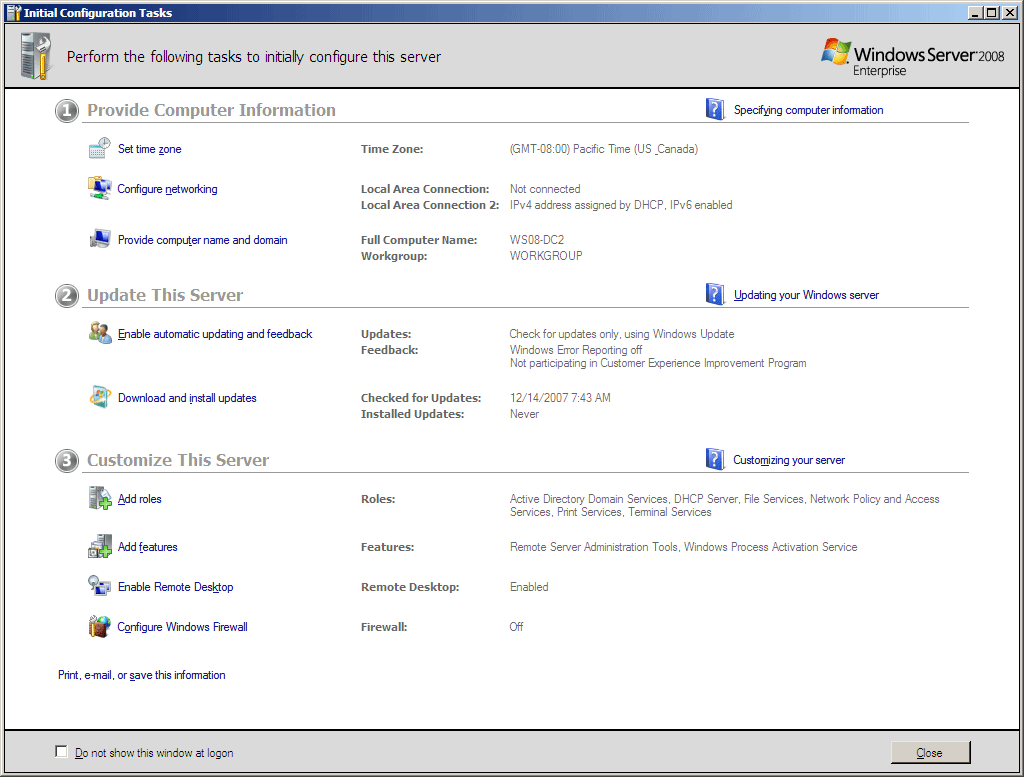 Initial Configuration Tasks
Perform the following tasks to initially configure this server
Windows Server 2008
Enterprise
1 Provide Computer Information
Specifying computer information
Set time zone
Time Zone: (GMT-08:00) Pacific Time (US _Canada)
Configure networking
Local Area Connection: Not connected
Local Area Connection 2: IPv4 address assigned by DHCP, IPv6 enabled
Provide computer name and domain
Full Computer Name: WS08-DC2
Workgroup: WORKGROUP
2 Update This Server
Updating your Windows server
Enable automatic updating and feedback
Updates: Check for updates only, using Windows Update
Feedback: Windows Error Reporting off
Not participating in Customer Experience Improvement Program
Download and install updates
Checked for Updates: 12/14/2007 7:43 AM
Installed Updates: Never
3 Customize This Server
Customizing your server
Add roles
Roles: Active Directory Domain Services, DHCP Server, File Services, Network Policy and Access
Services, Print Services, Terminal Services
Add features
Features: Remote Server Administration Tools, Windows Process Activation Service
Enable Remote Desktop
Remote Desktop: Enabled
Configure Windows Firewall
Firewall: Off
Print, e-mail, or save this information
Do not show this window at logon
Close